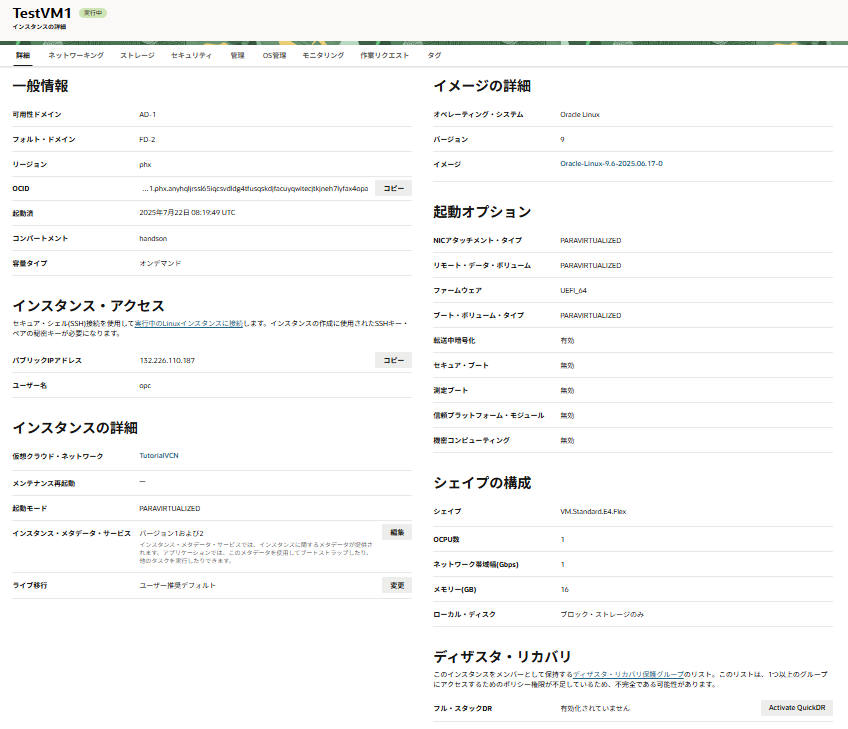 TestVM1 実行中
インスタンスの詳細
詳細 ネットワーキング ストレージ セキュリティ 管理 OS管理 モニタリング 作業リクエスト タグ
一般情報
可用性ドメイン AD-1
フォルト・ドメイン FD-2
リージョン phx
OCID コピー
起動済 2025年7月22日 08:19:49 UTC
コンパートメント handson
容量タイプ オンデマンド
インスタンス・アクセス
セキュア・シェル(SSH)接続を使用して実行中のLinuxインスタンスに接続します。インスタンスの作成に使用されたSSHキー・
ペアの秘密キーが必要になります。
パブリックIPアドレス 132.226.110.187 コピー
ユーザー名 opc
インスタンスの詳細
仮想クラウド・ネットワーク TutorialVCN
メンテナンス再起動 —
起動モード PARAVIRTUALIZED
インスタンス・メタデータ・サービス バージョン1および2 編集
インスタンス・メタデータ・サービスでは、インスタンスに関するメタデータが提供さ
れます。アプリケーションでは、このメタデータを使用してブートストラップしたり、
他のタスクを実行したりできます。
ライブ移行 ユーザー推奨デフォルト 変更
イメージの詳細
オペレーティング・システム Oracle Linux
バージョン 9
イメージ Oracle-Linux-9.6-2025.06.17-0
起動オプション
NICアタッチメント・タイプ PARAVIRTUALIZED
リモート・データ・ボリューム PARAVIRTUALIZED
ファームウェア UEFI_64
ブート・ボリューム・タイプ PARAVIRTUALIZED
転送中暗号化 有効
セキュア・ブート 無効
測定ブート 無効
信頼プラットフォーム・モジュール 無効
機密コンピューティング 無効
シェイプの構成
シェイプ VM.Standard.E4.Flex
OCPU数 1
ネットワーク帯域幅(Gbps) 1
メモリー(GB) 16
ローカル・ディスク ブロック・ストレージのみ
ディザスタ・リカバリ
このインスタンスをメンバーとして保持するディザスタ・リカバリ保護グループのリスト。このリストは、1つ以上のグループ
にアクセスするためのポリシー権限が不足しているため、不完全である可能性があります。
フル・スタックDR 有効化されていません Activate QuickDR